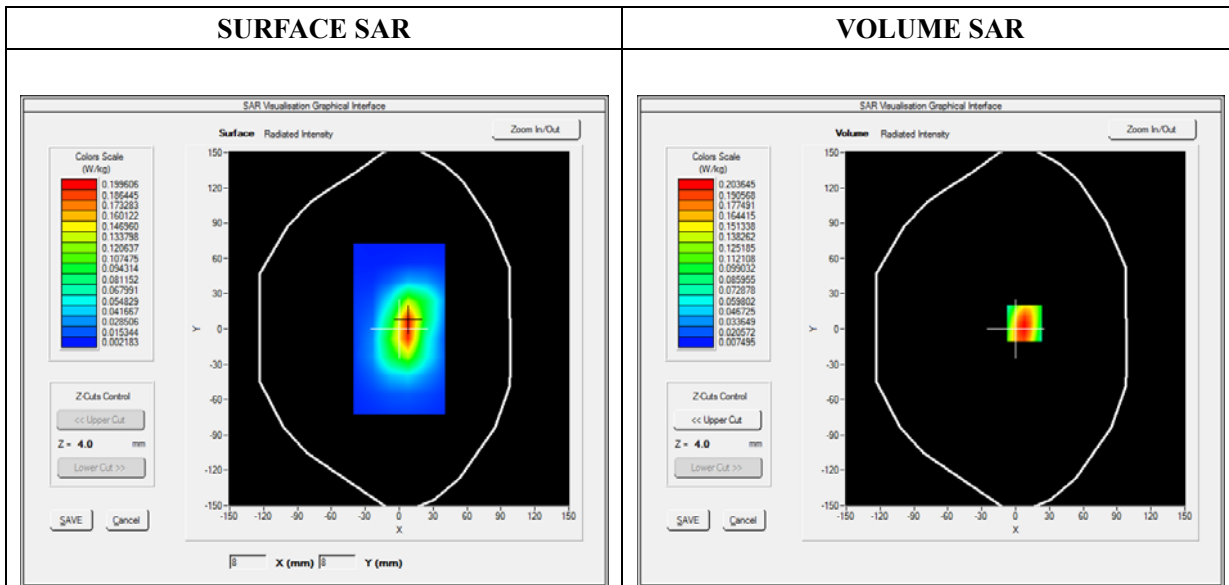 SURFACE SAR
VOLUME SAR
SAR Visualisation Graphical Interface
Surface Radiated Intensity
Zoom In/Out
Colors Scale
(W/kg)
0.199606
0.186445
0.173283
0.160122
0.146960
0.133798
0.120637
0.107475
0.094314
0.081152
0.067991
0.054829
0.041667
0.028506
0.015344
0.002183
Z-Cuts Control
<< Upper Cut
Z = 4.0 mm
Lower Cut >>
SAVE Cancel
150
120
90
60
30
0
-30
-60
-90
-120
-150
Y
-150 -120 -90 -60 -30 0 30 60 90 120 150
X
8 X (mm) 8 Y (mm)
SAR Visualisation Graphical Interface
Volume Radiated Intensity
Zoom In/Out
Colors Scale
(W/kg)
0.203645
0.190568
0.177491
0.164415
0.151338
0.138262
0.125185
0.112108
0.099032
0.085955
0.072878
0.059802
0.046725
0.033649
0.020572
0.007495
Z-Cuts Control
<< Upper Cut
Z = 4.0 mm
Lower Cut >>
SAVE Cancel
150
120
90
60
30
0
-30
-60
-90
-120
-150
Y
-150 -120 -90 -60 -30 0 30 60 90 120 150
X